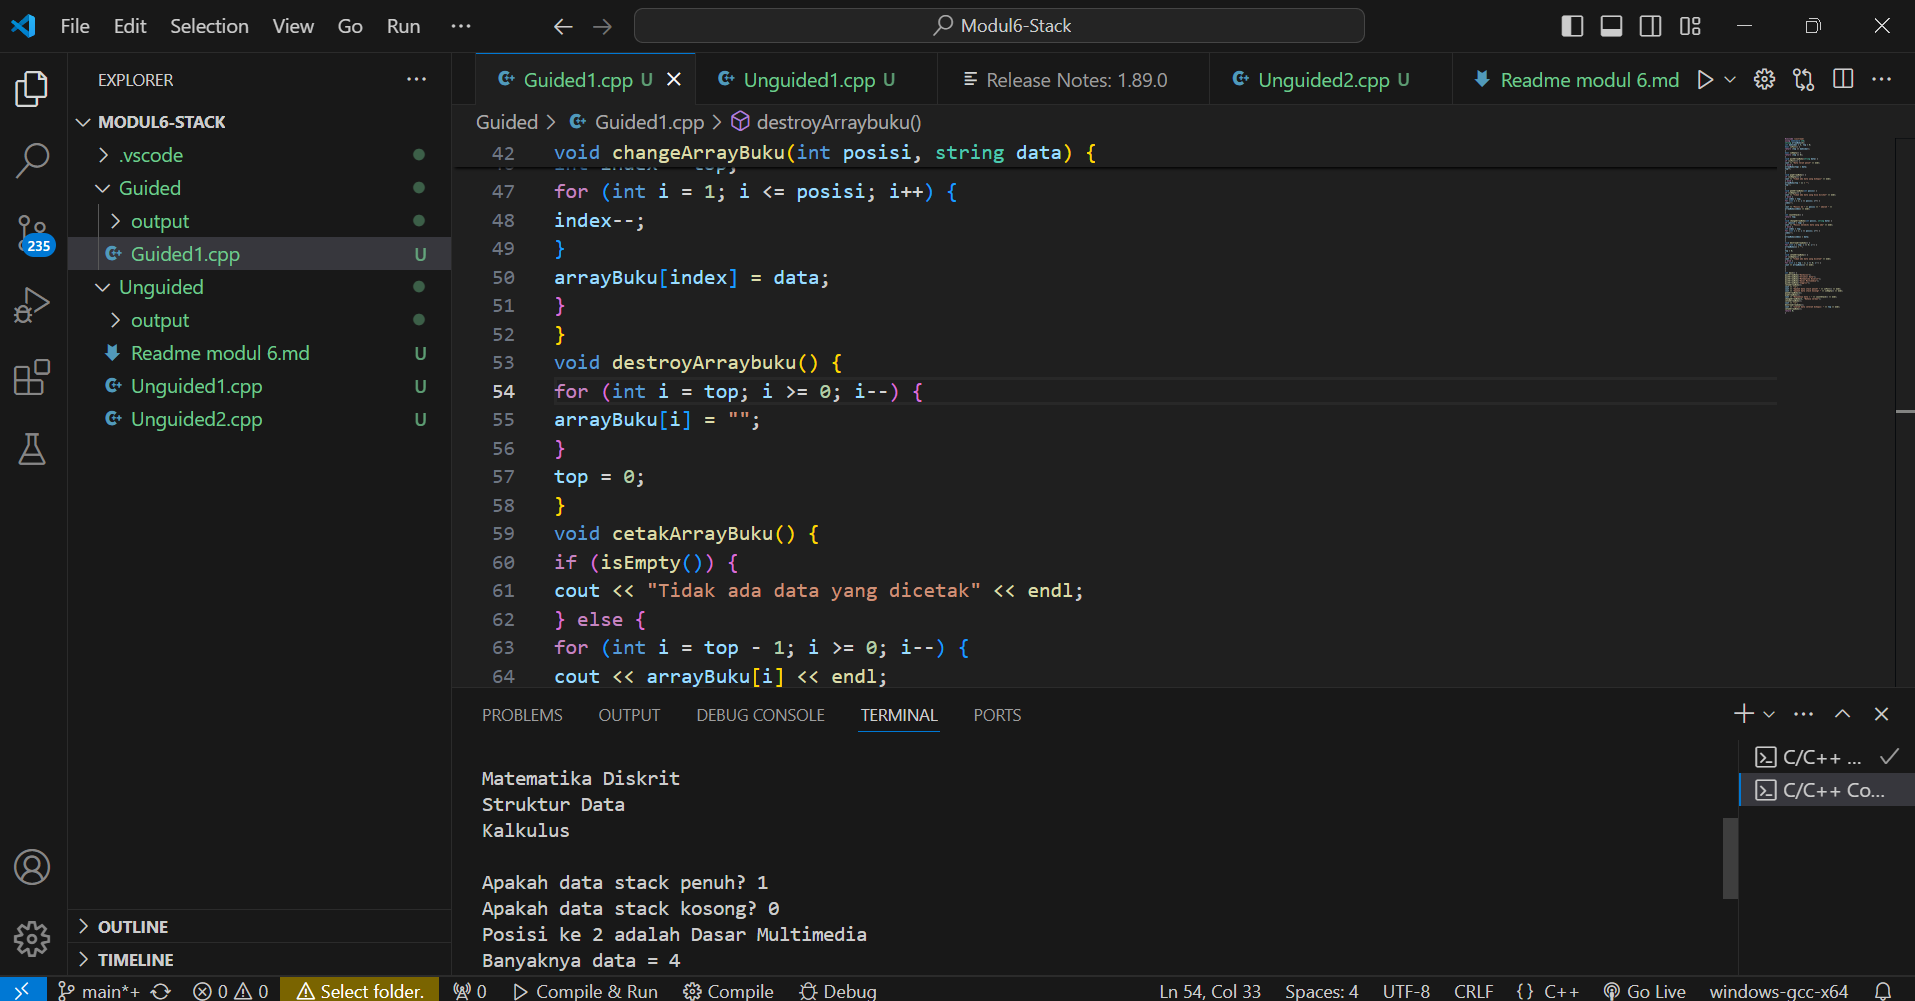 File Edit Selection View Go Run ···
Modul6-Stack
EXPLORER ···
MODUL6-STACK
.vscode
Guided
output
Guided1.cpp U
Unguided
output
Readme modul 6.md U
Unguided1.cpp U
Unguided2.cpp U
235
OUTLINE
TIMELINE
Guided1.cpp U
Unguided1.cpp U
Release Notes: 1.89.0
Unguided2.cpp U
Readme modul 6.md
Guided > Guided1.cpp > destroyArraybuku()
42 void changeArrayBuku(int posisi, string data) {
47 for (int i = 1; i <= posisi; i++) {
48 index--;
49 }
50 arrayBuku[index] = data;
51 }
52 }
53 void destroyArraybuku() {
54 for (int i = top; i >= 0; i--) {
55 arrayBuku[i] = "";
56 }
57 top = 0;
58 }
59 void cetakArrayBuku() {
60 if (isEmpty()) {
61 cout << "Tidak ada data yang dicetak" << endl;
62 } else {
63 for (int i = top - 1; i >= 0; i--) {
64 cout << arrayBuku[i] << endl;
PROBLEMS OUTPUT DEBUG CONSOLE TERMINAL PORTS
Matematika Diskrit
Struktur Data
Kalkulus
Apakah data stack penuh? 1
Apakah data stack kosong? 0
Posisi ke 2 adalah Dasar Multimedia
Banyaknya data = 4
C/C++ ...
C/C++ Co...
main*+ 0 0 Select folder. 0 Compile & Run Compile Debug Ln 54, Col 33 Spaces: 4 UTF-8 CRLF {} C++ Go Live windows-gcc-x64